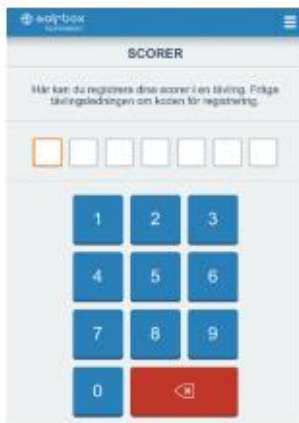 SCORER
Här kan du registrera dina scorer i en tävling. Fråga
tävlingsledningen om koden för registrering.
1 2 3
4 5 6
7 8 9
0